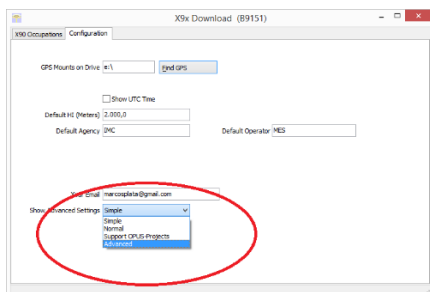 X9x Download (B9151)
X90 Occupations Configuration
GPS Mounts on Drive e:\ Find GPS
Show UTC Time
Default HI (Meters) 2.000,0
Default Agency IMC Default Operator MES
Your Email marcosplata@gmail.com
Show Advanced Settings Simple
Simple
Normal
Support OPUS-Projects
Advanced